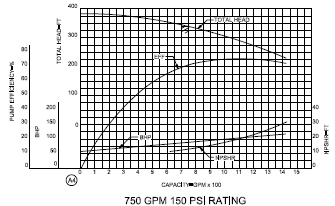 PUMP EFFICIENCY-%
TOTAL HEAD-FT
BHP
NPSHR-FT
400
300
200
100
0
80
70
60
50
40
30
20
10
0
200
150
100
50
0
40
30
20
10
0
TOTAL HEAD
EFF
BHP
NPSHR
A4
0 1 2 3 4 5 6 7 8 9 10 11 12 13 14 15
CAPACITY-GPM x 100
750 GPM 150 PSI RATING